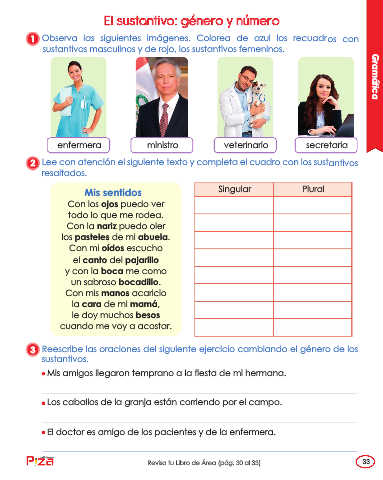 El sustantivo: género y número
1 Observa las siguientes imágenes. Colorea de azul los recuadros con
sustantivos masculinos y de rojo, los sustantivos femeninos.
Gramática
enfermera
ministro
veterinario
secretaria
2 Lee con atención el siguiente texto y completa el cuadro con los sustantivos
resaltados.
Mis sentidos
Con los ojos puedo ver
todo lo que me rodea.
Con la nariz puedo oler
los pasteles de mi abuela.
Con mi oídos escucho
el canto del pajarillo
y con la boca me como
un sabroso bocadillo.
Con mis manos acaricio
la cara de mi mamá,
le doy muchos besos
cuando me voy a acostar.
Singular Plural
3 Reescribe las oraciones del siguiente ejercicio cambiando el género de los
sustantivos.
• Mis amigos llegaron temprano a la fiesta de mi hermana.
• Los caballos de la granja están corriendo por el campo.
• El doctor es amigo de los pacientes y de la enfermera.
Revisa tu Libro de Área (pág. 30 al 35)
33